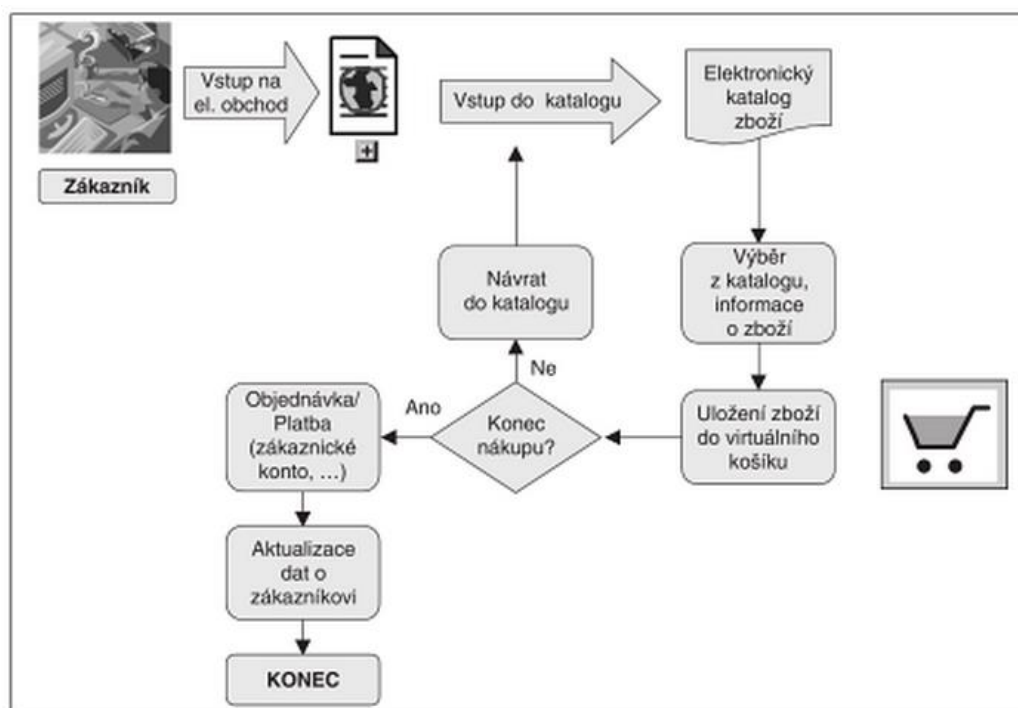 Vstup na
el. obchod
Vstup do katalogu
Elektronický
katalog
zboží
Zákazník
Výběr
z katalogu,
informace
o zboží
Návrat
do katalogu
Ne
Uložení zboží
do virtuálního
košíku
Konec
nákupu?
Ano
Objednávka/
Platba
(zákaznické
konto, ...)
Aktualizace
dat o
zákazníkovi
KONEC